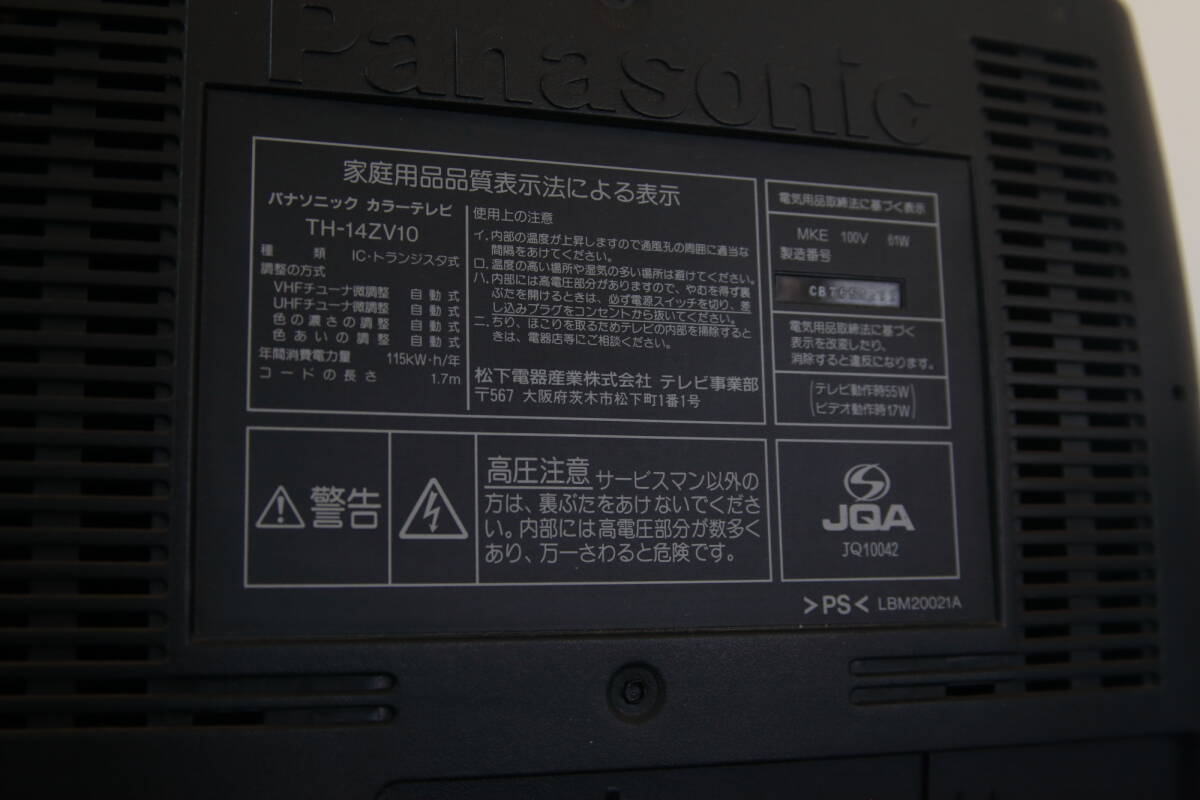 Panasonic
家庭用品品質表示法による表示
パナソニック カラーテレビ
TH-14ZV10
種類 IC・トランジスタ式
調整の方式
VHFチューナ微調整 自動式
UHFチューナ微調整 自動式
色の濃さの調整 自動式
色あいの調整 自動式
年間消費電力量 115kW・h/年
コードの長さ 1.7m
使用上の注意
イ.内部の温度が上昇しますので通風孔の周囲に適当な
間隔をあけてください。
ロ.温度の高い場所や湿気の多い場所は避けてください。
ハ.内部には高電圧部分がありますので、やむを得ず裏
ぶたを開けるときは、必ず電源スイッチを切り、差
し込みプラグをコンセントから抜いてください。
ニ.ちり、ほこりを取るためテレビの内部を掃除すると
きは、電器店等にご相談ください。
松下電器産業株式会社 テレビ事業部
〒567 大阪府茨木市松下町1番1号
電気用品取締法に基づく表示
MKE 100V 61W
製造番号
電気用品取締法に基づく
表示を改変したり、
消除すると違反になります。
(テレビ動作時55W
ビデオ動作時17W)
警告
高圧注意 サービスマン以外の
方は、裏ぶたをあけないでくださ
い。内部には高電圧部分が数多く
あり、万一さわると危険です。
JQA
JQ10042
>PS< LBM20021A